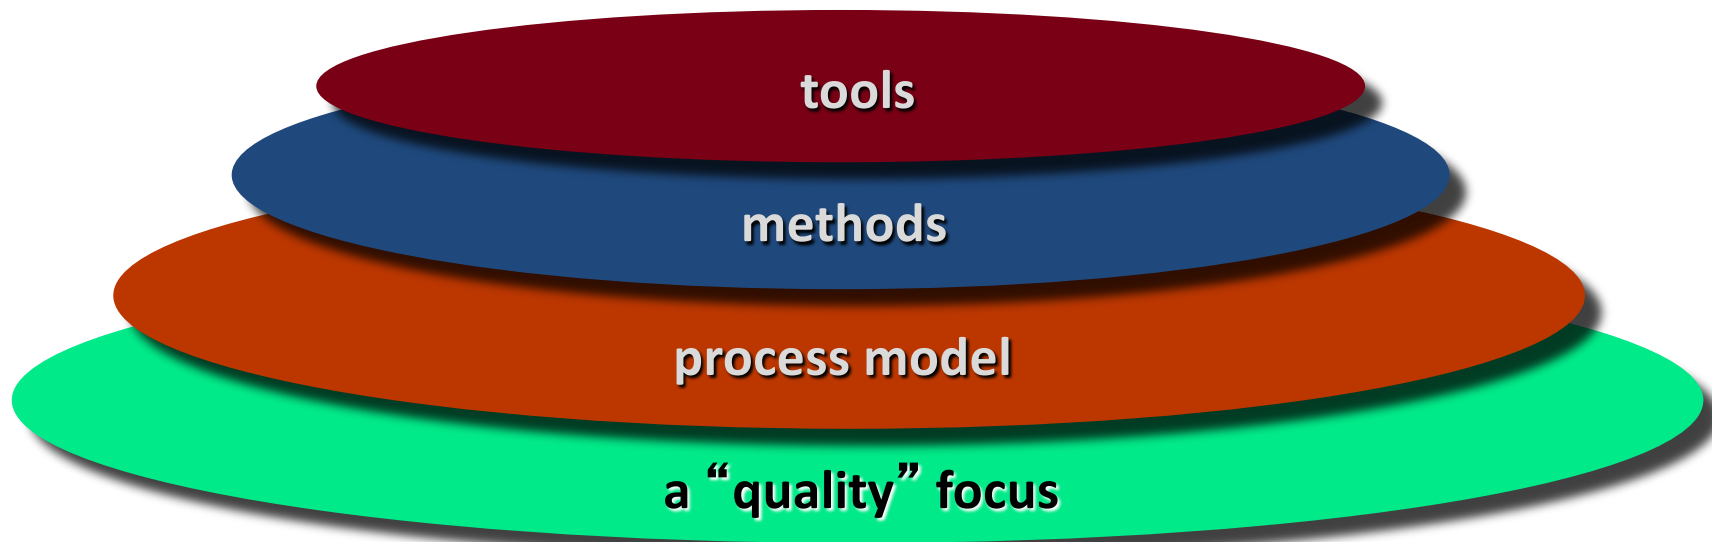 tools
methods
process model
a “quality” focus